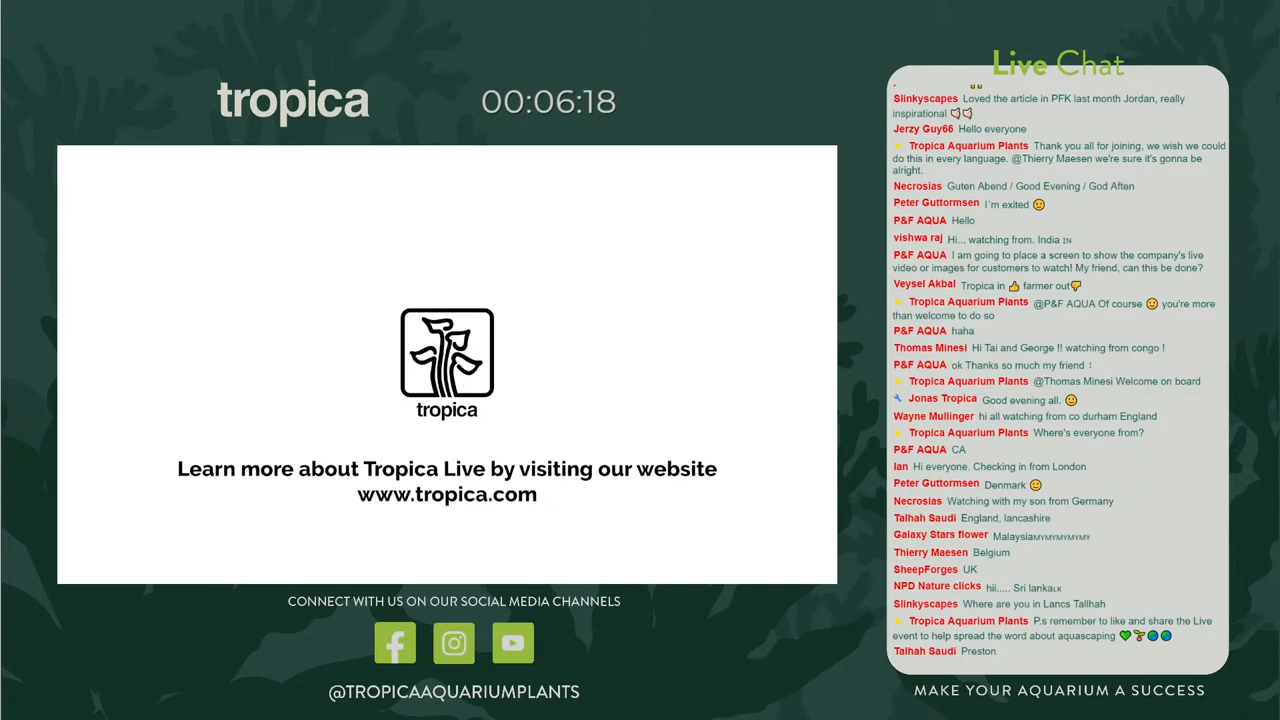 tropica
00:06:18
tropica
Learn more about Tropica Live by visiting our website
www.tropica.com
CONNECT WITH US ON OUR SOCIAL MEDIA CHANNELS
@TROPICAAQUARIUMPLANTS
Live Chat
Slinkyscapes Loved the article in PFK last month Jordan, really
inspirational
Jerzy Guy66 Hello everyone
Tropica Aquarium Plants Thank you all for joining, we wish we could
do this in every language. @Thierry Maesen we're sure it's gonna be
alright.
Necrosias Guten Abend / Good Evening / God Aften
Peter Guttormsen I´m exited 🙂
P&F AQUA Hello
vishwa raj Hi... watching from. India IN
P&F AQUA I am going to place a screen to show the company's live
video or images for customers to watch! My friend, can this be done?
Veysel Akbal Tropica in 👍 farmer out👎
Tropica Aquarium Plants @P&F AQUA Of course 🙂 you're more
than welcome to do so
P&F AQUA haha
Thomas Minesi Hi Tai and George !! watching from congo !
P&F AQUA ok Thanks so much my friend !
Tropica Aquarium Plants @Thomas Minesi Welcome on board
Jonas Tropica Good evening all. 🙂
Wayne Mullinger hi all watching from co durham England
Tropica Aquarium Plants Where's everyone from?
P&F AQUA CA
Ian Hi everyone. Checking in from London
Peter Guttormsen Denmark 🙂
Necrosias Watching with my son from Germany
Talhah Saudi England, lancashire
Galaxy Stars flower MalaysiaMYMYMYMYMY
Thierry Maesen Belgium
SheepForges UK
NPD Nature clicks hii..... Sri lankaLK
Slinkyscapes Where are you in Lancs Tallhah
Tropica Aquarium Plants P.s remember to like and share the Live
event to help spread the word about aquascaping 💚🌱🌍🌍
Talhah Saudi Preston
MAKE YOUR AQUARIUM A SUCCESS